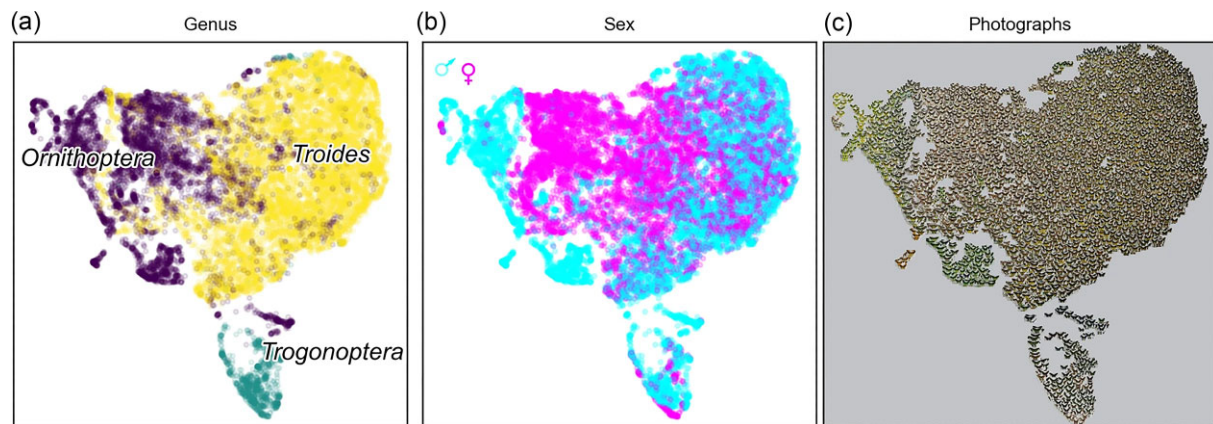 (a) Genus
(b) Sex
(c) Photographs
♂ ♀
Ornithoptera
Troides
Trogonoptera